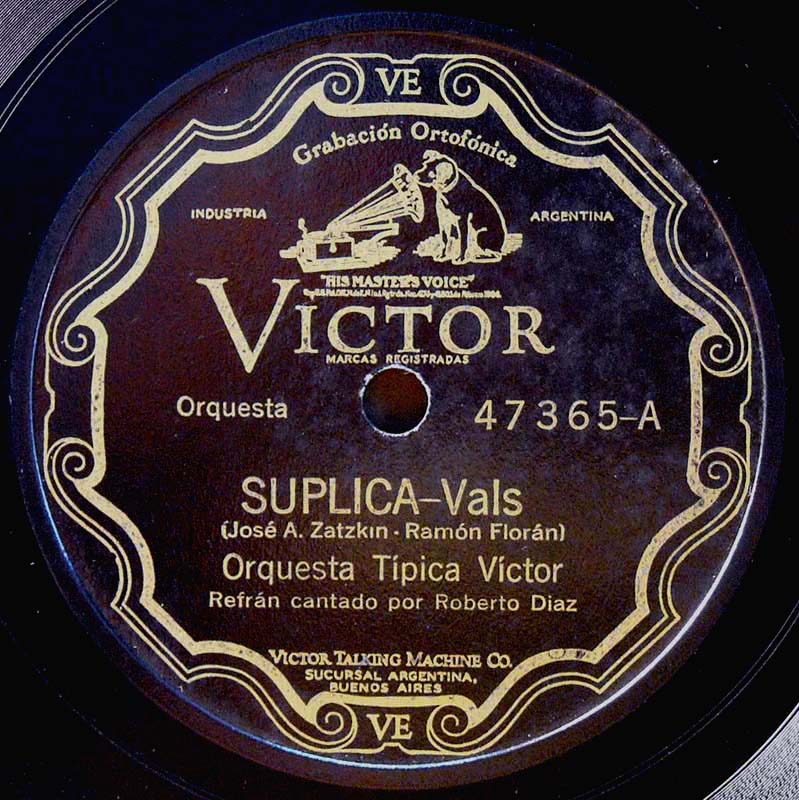 VE
Grabación Ortofónica
INDUSTRIA ARGENTINA
"HIS MASTER'S VOICE"
VICTOR
MARCAS REGISTRADAS
Orquesta 47365-A
SUPLICA-Vals
(José A. Zatzkin · Ramón Florán)
Orquesta Típica Víctor
Refrán cantado por Roberto Diaz
VICTOR TALKING MACHINE CO.
SUCURSAL ARGENTINA,
BUENOS AIRES
VE